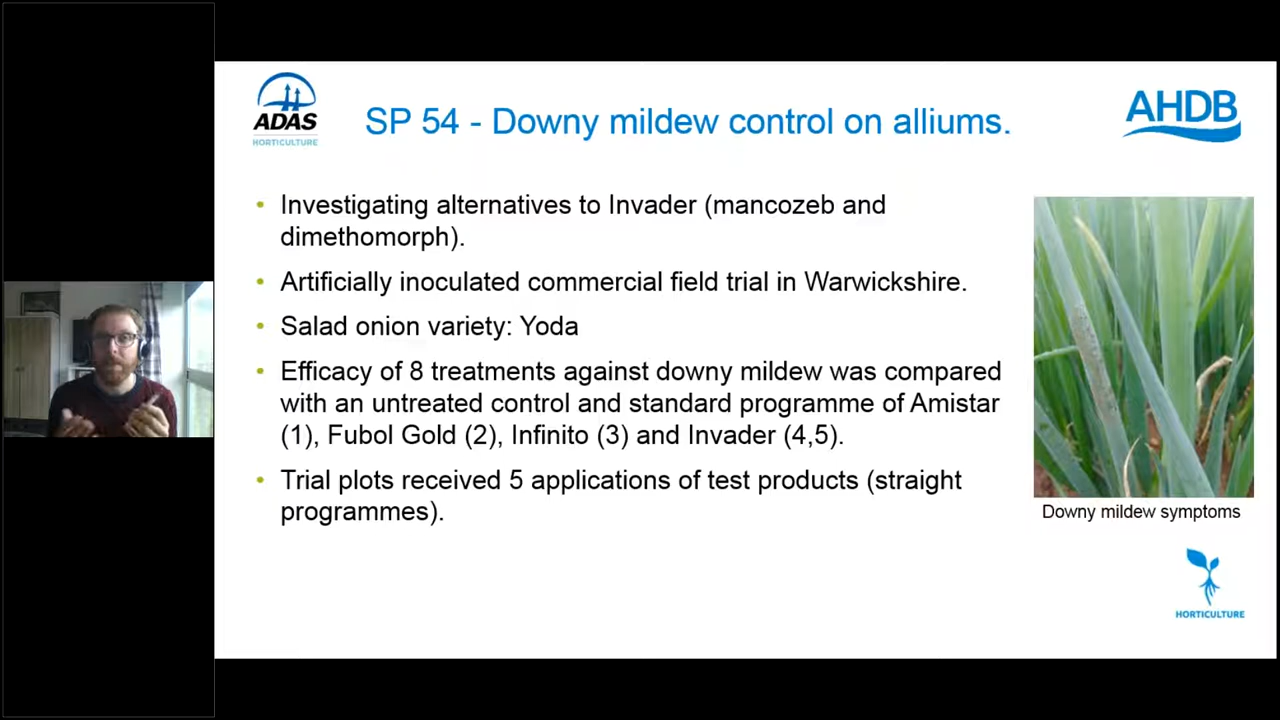 ADAS
HORTICULTURE
SP 54 - Downy mildew control on alliums.
AHDB
• Investigating alternatives to Invader (mancozeb and
dimethomorph).
• Artificially inoculated commercial field trial in Warwickshire.
• Salad onion variety: Yoda
• Efficacy of 8 treatments against downy mildew was compared
with an untreated control and standard programme of Amistar
(1), Fubol Gold (2), Infinito (3) and Invader (4,5).
• Trial plots received 5 applications of test products (straight
programmes).
Downy mildew symptoms
HORTICULTURE